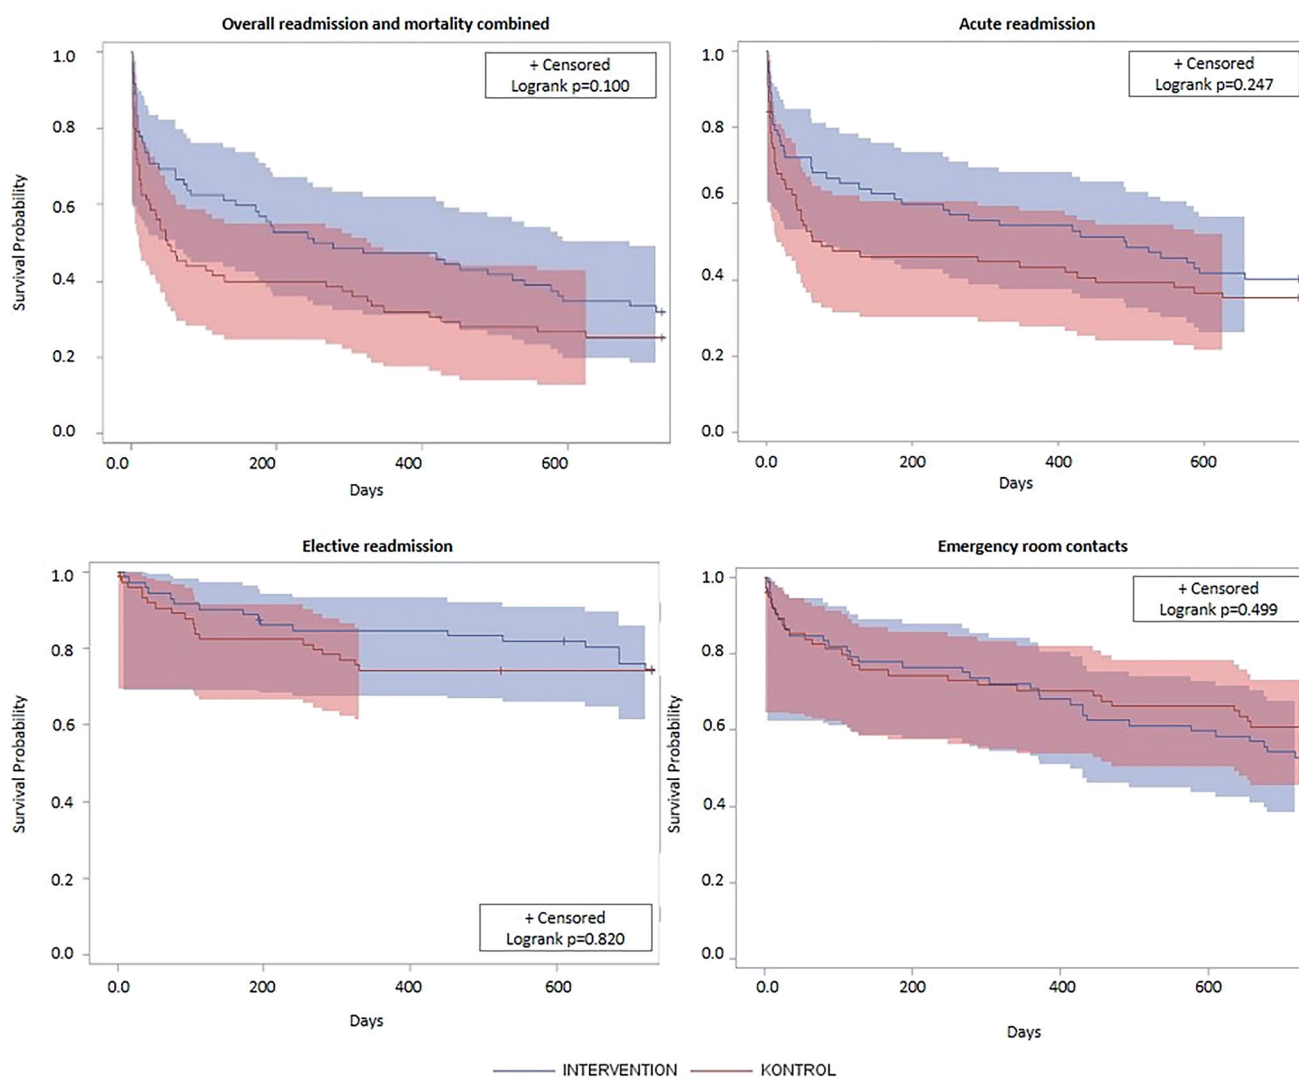 Overall readmission and mortality combined
+ Censored
Logrank p=0.100
1.0
0.8
0.6
0.4
0.2
0.0
Survival Probability
0.0 200 400 600
Days
Acute readmission
+ Censored
Logrank p=0.247
1.0
0.8
0.6
0.4
0.2
0.0
0.0 200 400 600
Days
Elective readmission
1.0
0.8
0.6
0.4
0.2
0.0
Survival Probability
+ Censored
Logrank p=0.820
0.0 200 400 600
Days
Emergency room contacts
+ Censored
Logrank p=0.499
1.0
0.8
0.6
0.4
0.2
0.0
Survival Probability
0.0 200 400 600
Days
INTERVENTION KONTROL